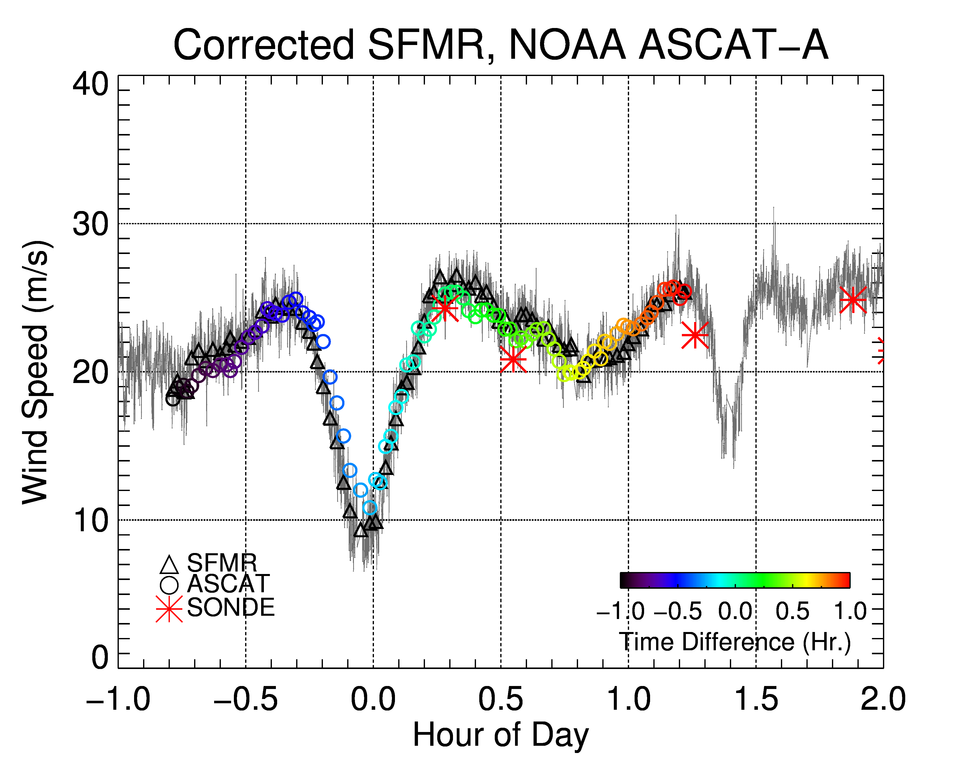 Corrected SFMR, NOAA ASCAT−A
40
30
20
10
0
Wind Speed (m/s)
SFMR
ASCAT
SONDE
−1.0 −0.5 0.0 0.5 1.0
Time Difference (Hr.)
−1.0 −0.5 0.0 0.5 1.0 1.5 2.0
Hour of Day